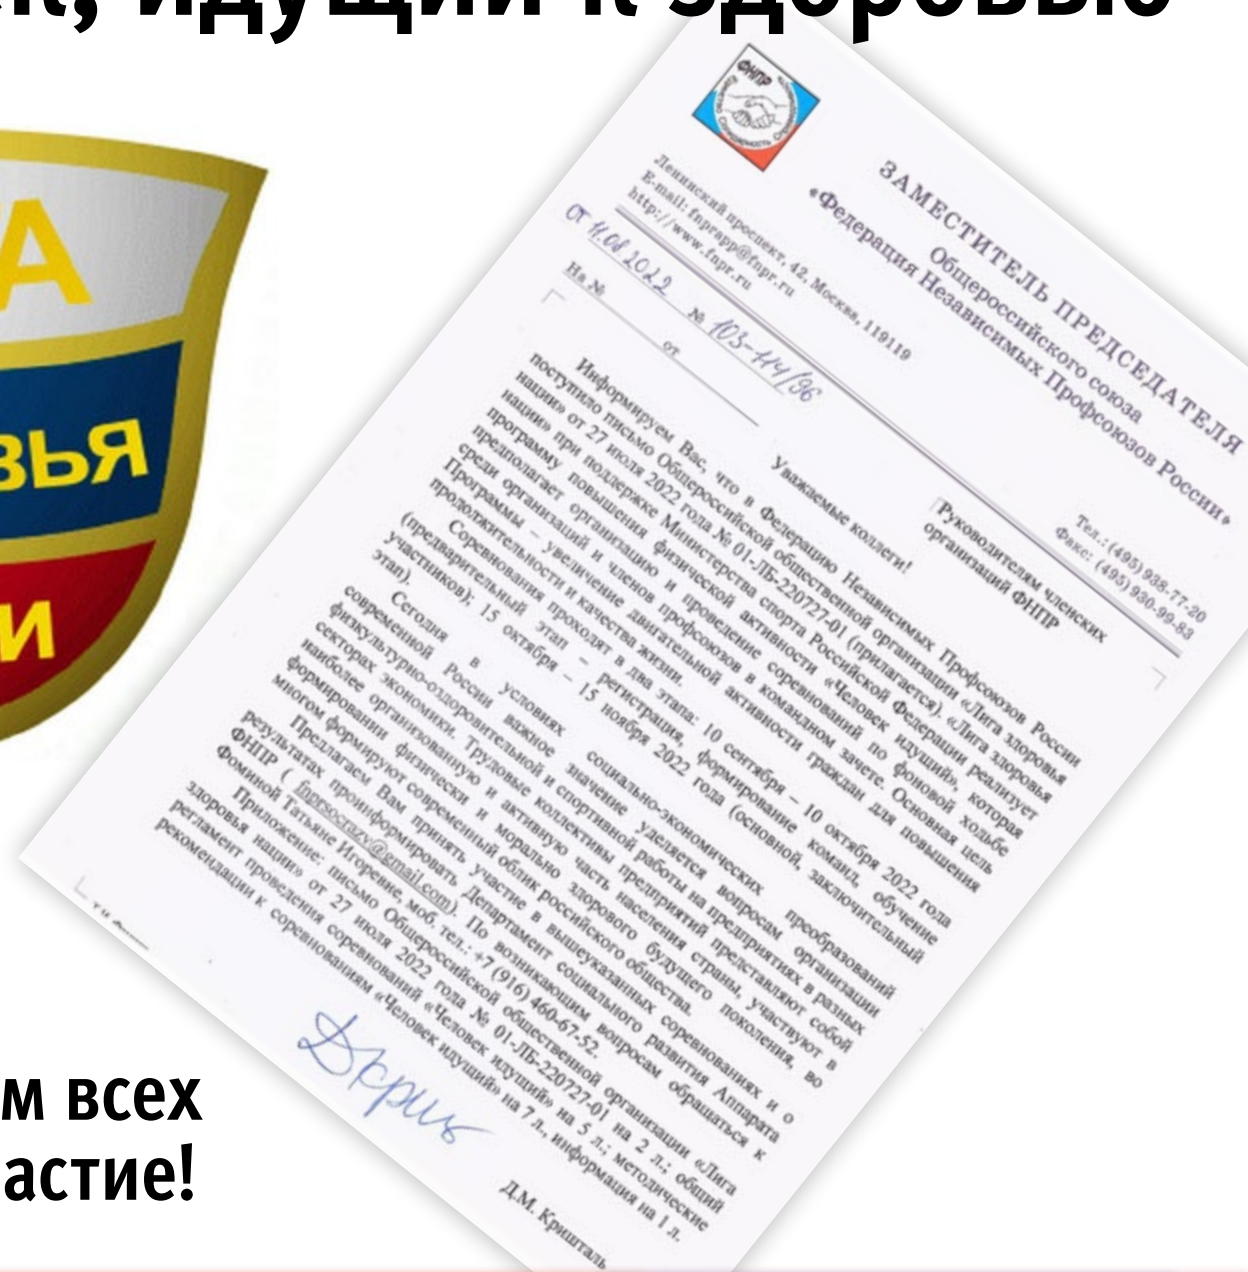 идущий к здоровью
ВЬЯ
м всех
астие!
ФНПР
ЗАМЕСТИТЕЛЬ ПРЕДСЕДАТЕЛЯ
Общероссийского союза
«Федерация Независимых Профсоюзов России»
Ленинский проспект, 42, Москва, 119119
E-mail: fnprapp@fnpr.ru
http://www.fnpr.ru
Тел.: (495) 938-77-20
Факс: (495) 930-99-83
от 11.08.2022 № 103-114/96
На № от
Руководителям членских
организаций ФНПР
Уважаемые коллеги!
Информируем Вас, что в Федерацию Независимых Профсоюзов России
поступило письмо Общероссийской общественной организации «Лига здоровья
нации» от 27 июля 2022 года № 01-ЛБ-220727-01 (прилагается). «Лига здоровья
нации» при поддержке Министерства спорта Российской Федерации реализует
программу повышения физической активности «Человек идущий», которая
предполагает организацию и проведение соревнований по фоновой ходьбе
среди организаций и членов профсоюзов в командном зачете. Основная цель
Программы – увеличение двигательной активности граждан для повышения
продолжительности и качества жизни.
Соревнования проходят в два этапа: 10 сентября – 10 октября 2022 года
(предварительный этап – регистрация, формирование команд, обучение
участников); 15 октября – 15 ноября 2022 года (основной, заключительный
этап).
Сегодня в условиях социально-экономических преобразований
современной России важное значение уделяется вопросам организации
физкультурно-оздоровительной и спортивной работы на предприятиях в разных
секторах экономики. Трудовые коллективы предприятий представляют собой
наиболее организованную и активную часть населения страны, участвуют в
формировании физически и морально здорового будущего поколения, во
многом формируют современный облик российского общества.
Предлагаем Вам принять участие в вышеуказанных соревнованиях и о
результатах проинформировать Департамент социального развития Аппарата
ФНПР ( fnprsocrazv@gmail.com). По возникающим вопросам обращаться к
Фоминой Татьяне Игоревне, моб. тел.: +7 (916) 460-67-52.
Приложение: письмо Общероссийской общественной организации «Лига
здоровья нации» от 27 июля 2022 года № 01-ЛБ-220727-01 на 2 л.; общий
регламент проведения соревнований «Человек идущий» на 5 л.; методические
рекомендации к соревнованиям «Человек идущий» на 7 л., информация на 1 л.
Д.М. Кришталь